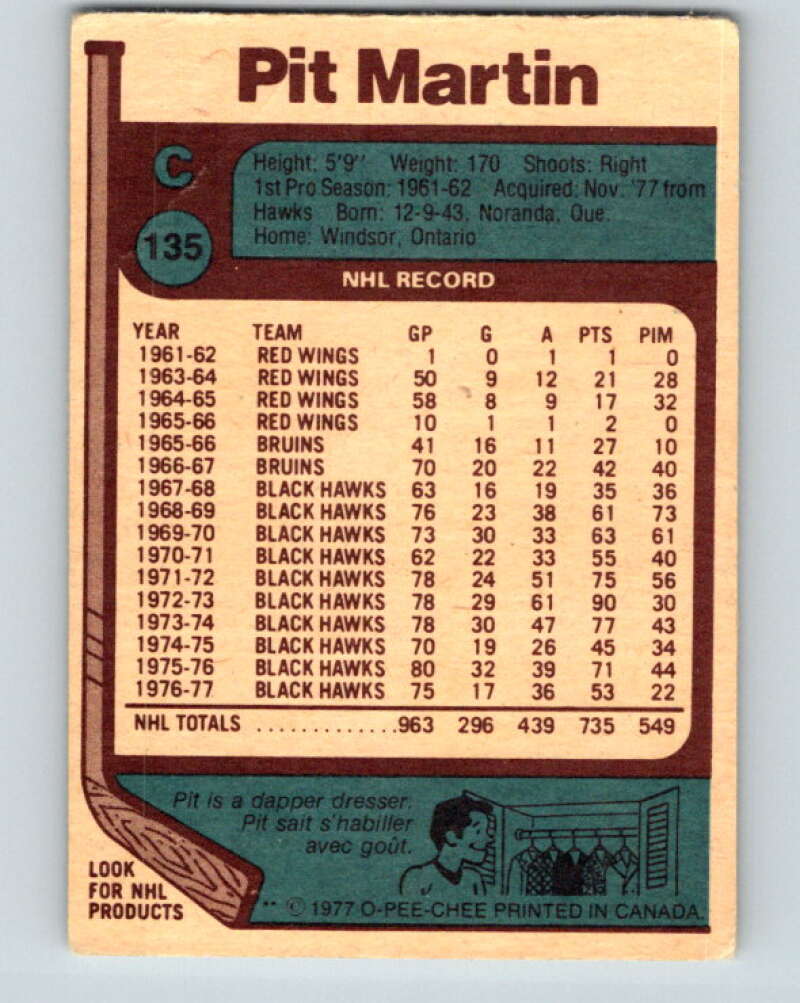 Pit Martin
C
135
Height: 5'9" Weight: 170 Shoots: Right
1st Pro Season: 1961-62 Acquired: Nov. '77 from
Hawks Born: 12-9-43, Noranda, Que.
Home: Windsor, Ontario
NHL RECORD
YEAR TEAM GP G A PTS PIM
1961-62 RED WINGS 1 0 1 1 0
1963-64 RED WINGS 50 9 12 21 28
1964-65 RED WINGS 58 8 9 17 32
1965-66 RED WINGS 10 1 1 2 0
1965-66 BRUINS 41 16 11 27 10
1966-67 BRUINS 70 20 22 42 40
1967-68 BLACK HAWKS 63 16 19 35 36
1968-69 BLACK HAWKS 76 23 38 61 73
1969-70 BLACK HAWKS 73 30 33 63 61
1970-71 BLACK HAWKS 62 22 33 55 40
1971-72 BLACK HAWKS 78 24 51 75 56
1972-73 BLACK HAWKS 78 29 61 90 30
1973-74 BLACK HAWKS 78 30 47 77 43
1974-75 BLACK HAWKS 70 19 26 45 34
1975-76 BLACK HAWKS 80 32 39 71 44
1976-77 BLACK HAWKS 75 17 36 53 22
NHL TOTALS .............963 296 439 735 549
Pit is a dapper dresser.
Pit sait s'habiller
avec goût.
LOOK
FOR NHL
PRODUCTS
** © 1977 O-PEE-CHEE PRINTED IN CANADA.